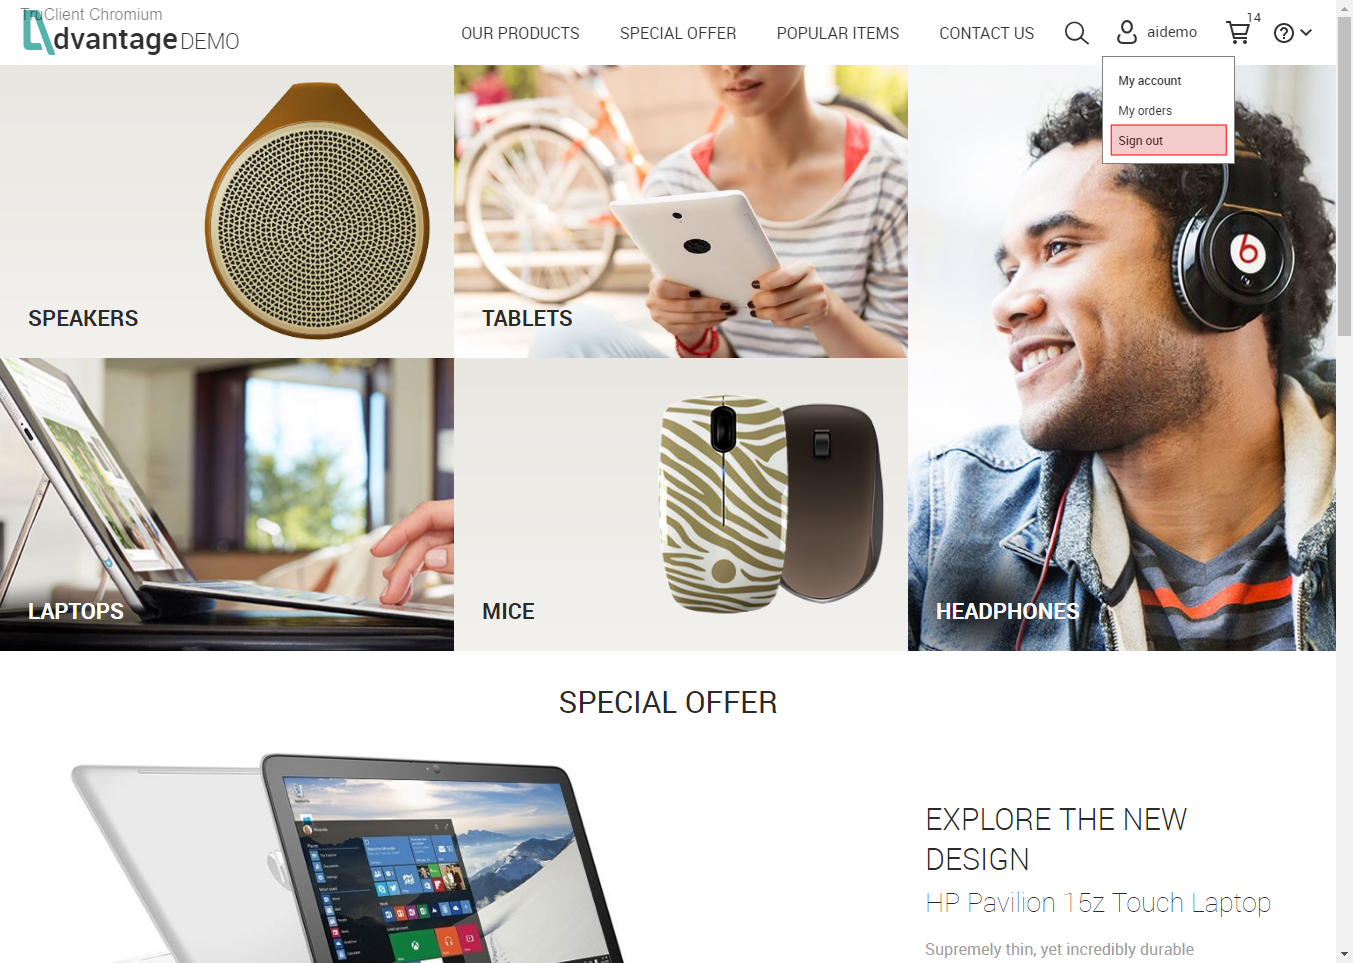 TruClient Chromium
dvantage DEMO
OUR PRODUCTS
SPECIAL OFFER
POPULAR ITEMS
CONTACT US
aidemo
14
My account
My orders
Sign out
SPEAKERS
TABLETS
LAPTOPS
MICE
HEADPHONES
SPECIAL OFFER
EXPLORE THE NEW
DESIGN
HP Pavilion 15z Touch Laptop
Supremely thin, yet incredibly durable